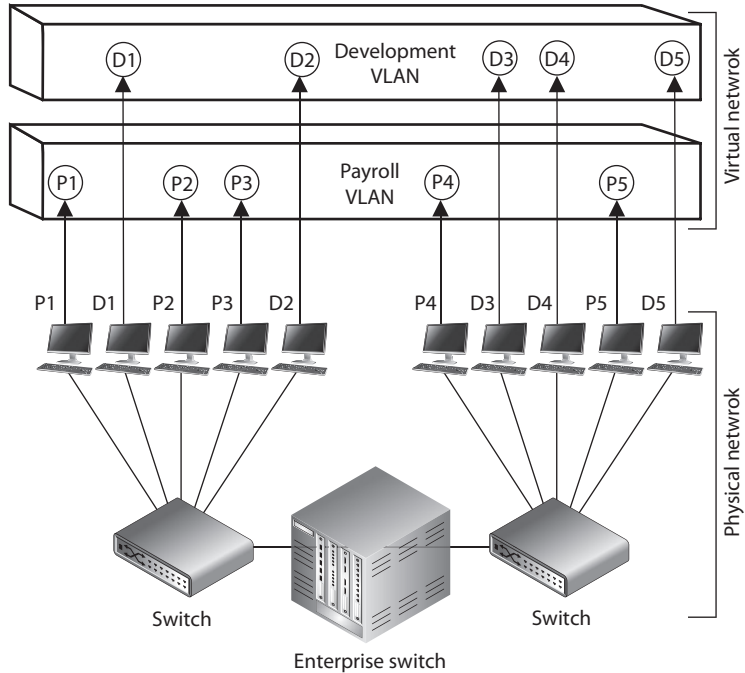 D1
D2
Development
VLAN
D3
D4
D5
Virtual netwrok
P1
P2
P3
Payroll
VLAN
P4
P5
P1
D1
P2
P3
D2
P4
D3
D4
P5
D5
Physical netwrok
Switch
Switch
Enterprise switch